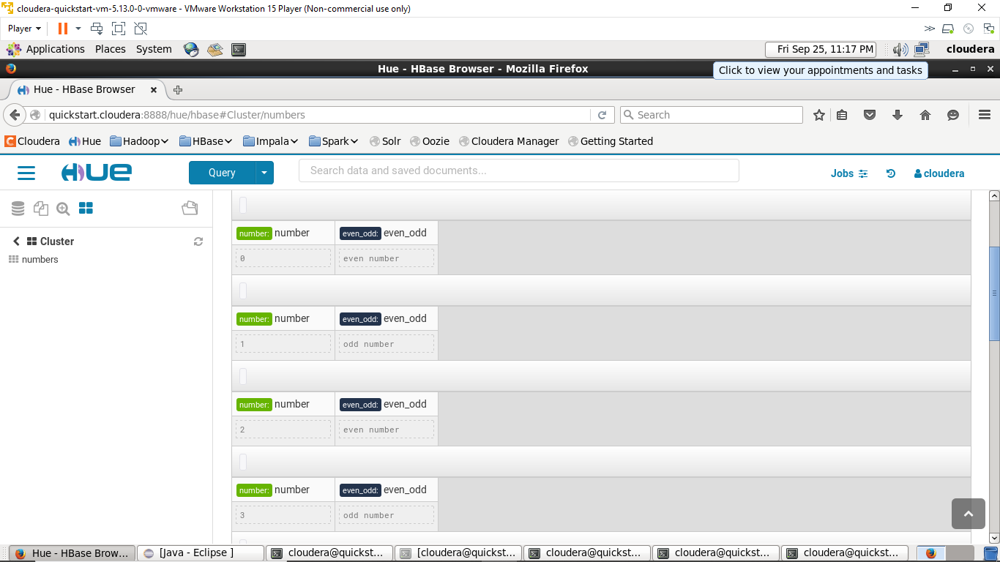 cloudera-quickstart-vm-5.13.0-0-vmware - VMware Workstation 15 Player (Non-commercial use only)
Player
Applications Places System Fri Sep 25, 11:17 PM cloudera
Hue - HBase Browser - Mozilla Firefox
Click to view your appointments and tasks
Hue - HBase Browser
quickstart.cloudera:8888/hue/hbase#Cluster/numbers Search
Cloudera Hue Hadoop HBase Impala Spark Solr Oozie Cloudera Manager Getting Started
HUE Query Search data and saved documents... Jobs cloudera
Cluster
numbers
number: number even_odd: even_odd
0 even number
number: number even_odd: even_odd
1 odd number
number: number even_odd: even_odd
2 even number
number: number even_odd: even_odd
3 odd number
Hue - HBase Brow... [Java - Eclipse ] cloudera@quickst... [cloudera@quickst... cloudera@quickst... cloudera@quickst... cloudera@quickst...